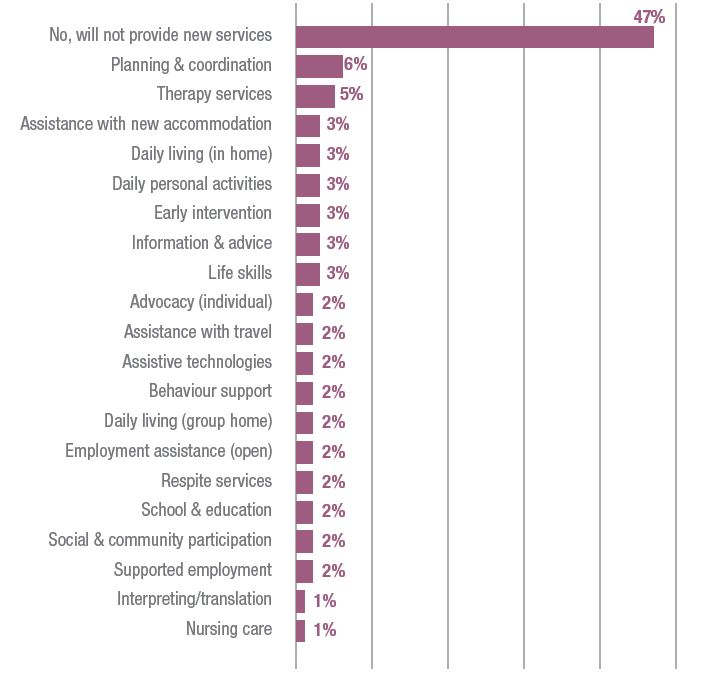 No, will not provide new services 47%
Planning & coordination 6%
Therapy services 5%
Assistance with new accommodation 3%
Daily living (in home) 3%
Daily personal activities 3%
Early intervention 3%
Information & advice 3%
Life skills 3%
Advocacy (individual) 2%
Assistance with travel 2%
Assistive technologies 2%
Behaviour support 2%
Daily living (group home) 2%
Employment assistance (open) 2%
Respite services 2%
School & education 2%
Social & community participation 2%
Supported employment 2%
Interpreting/translation 1%
Nursing care 1%